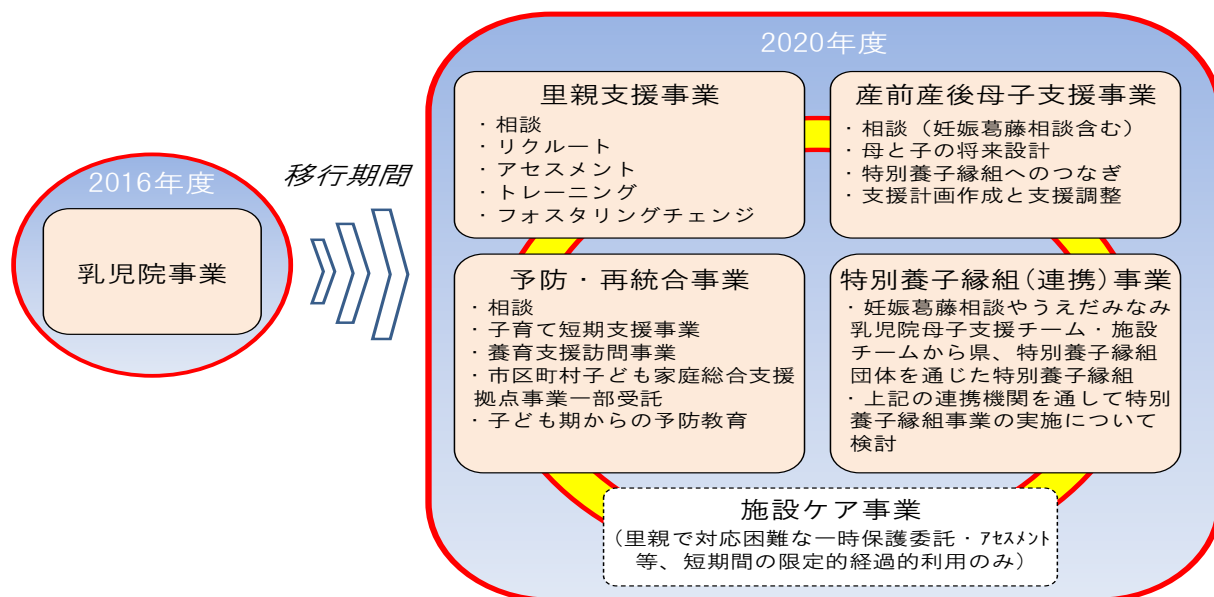 2016年度
乳児院事業
移行期間
2020年度
里親支援事業
・相談
・リクルート
・アセスメント
・トレーニング
・フォスタリングチェンジ
産前産後母子支援事業
・相談（妊娠葛藤相談含む）
・母と子の将来設計
・特別養子縁組へのつなぎ
・支援計画作成と支援調整
予防・再統合事業
・相談
・子育て短期支援事業
・養育支援訪問事業
・市区町村子ども家庭総合支援
拠点事業一部受託
・子ども期からの予防教育
特別養子縁組(連携)事業
・妊娠葛藤相談やうえだみなみ
乳児院母子支援チーム・施設
チームから県、特別養子縁組
団体を通じた特別養子縁組
・上記の連携機関を通して特別
養子縁組事業の実施について
検討
施設ケア事業
（里親で対応困難な一時保護委託・ｱｾｽﾒﾝﾄ
等、短期間の限定的経過的利用のみ）